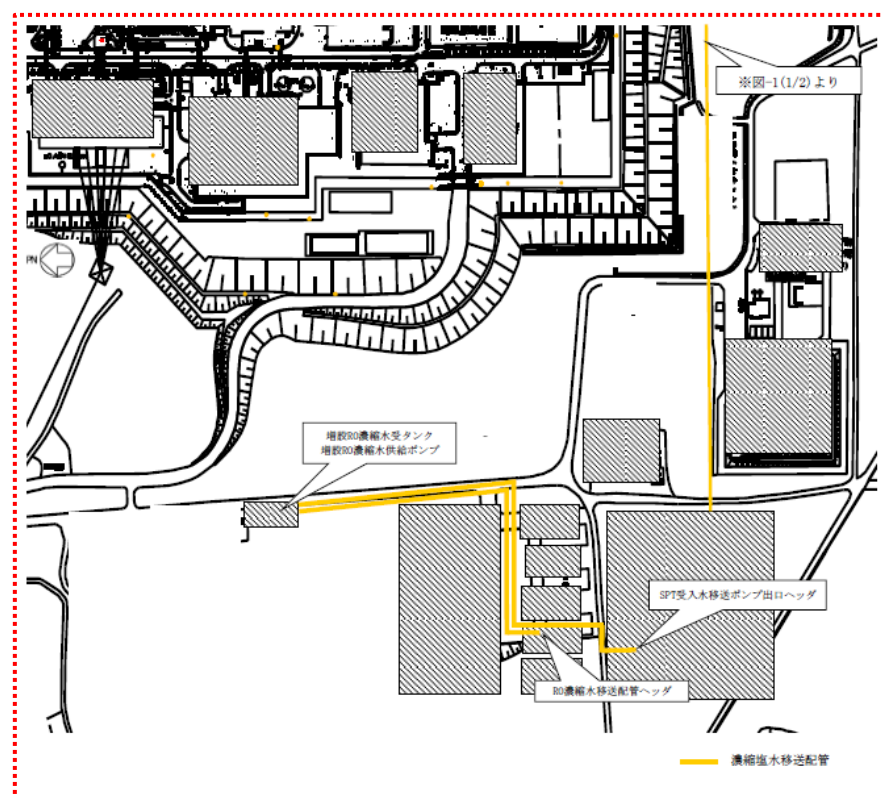 ※図-1(1/2)より
PN
増設RO濃縮水受タンク
増設RO濃縮水供給ポンプ
SPT受入水移送ポンプ出口ヘッダ
RO濃縮水移送配管ヘッダ
濃縮塩水移送配管